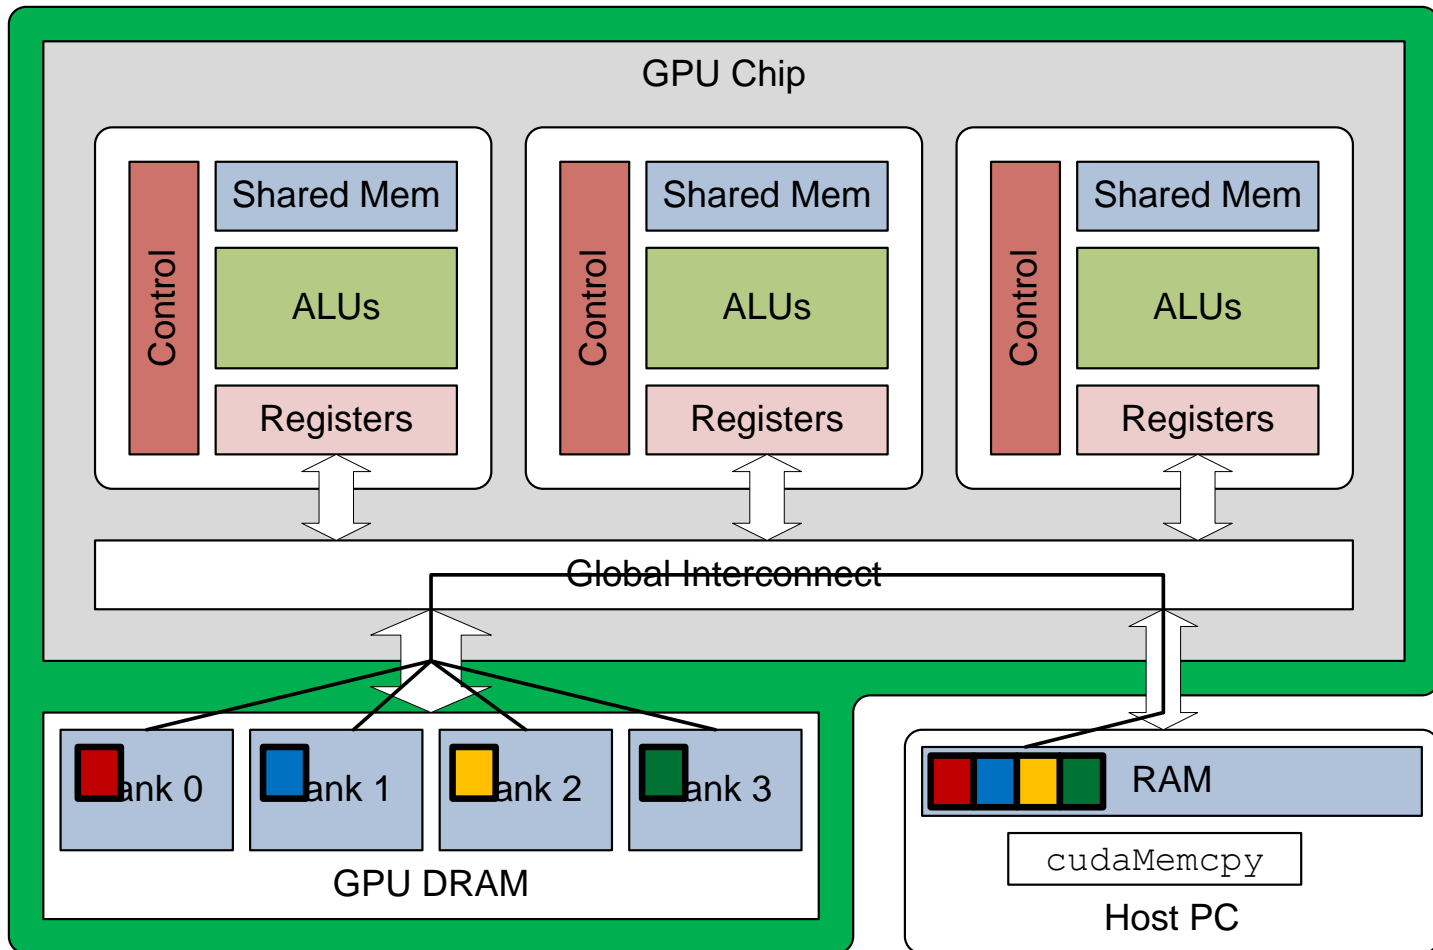 GPU Chip
Control
Shared Mem
ALUs
Registers
Control
Shared Mem
ALUs
Registers
Control
Shared Mem
ALUs
Registers
Global Interconnect
ank 0
ank 1
ank 2
ank 3
GPU DRAM
RAM
cudaMemcpy
Host PC